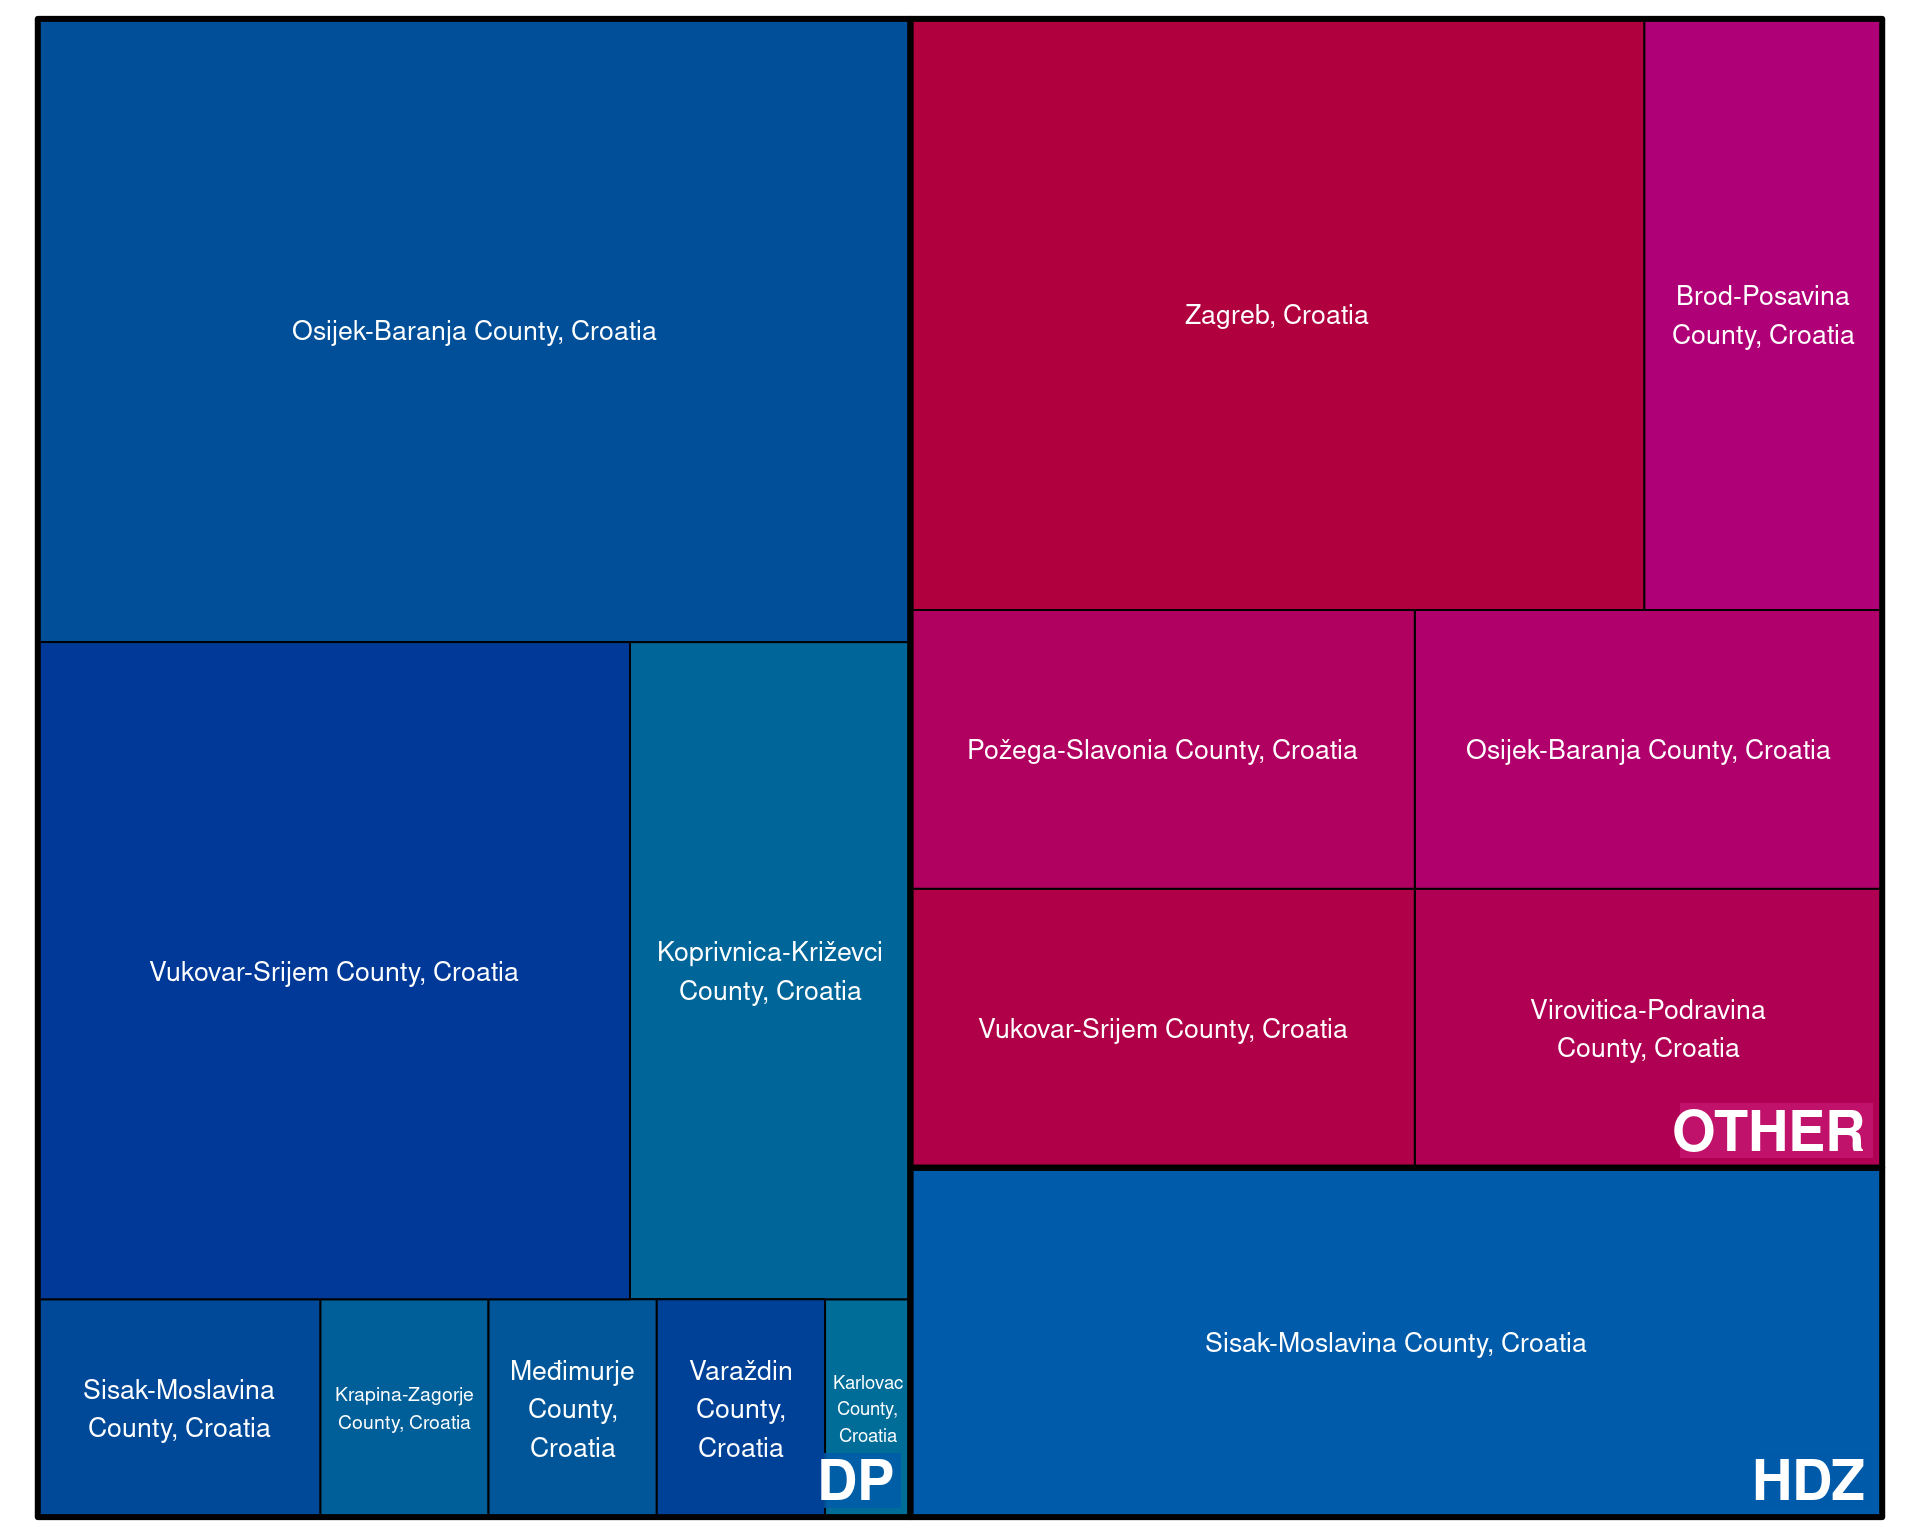 Osijek-Baranja County, Croatia
Vukovar-Srijem County, Croatia
Koprivnica-Križevci
County, Croatia
Sisak-Moslavina
County, Croatia
Krapina-Zagorje
County, Croatia
Međimurje
County,
Croatia
Varaždin
County,
Croatia
Karlovac
County,
Croatia
DP
Zagreb, Croatia
Brod-Posavina
County, Croatia
Požega-Slavonia County, Croatia
Osijek-Baranja County, Croatia
Vukovar-Srijem County, Croatia
Virovitica-Podravina
County, Croatia
OTHER
Sisak-Moslavina County, Croatia
HDZ